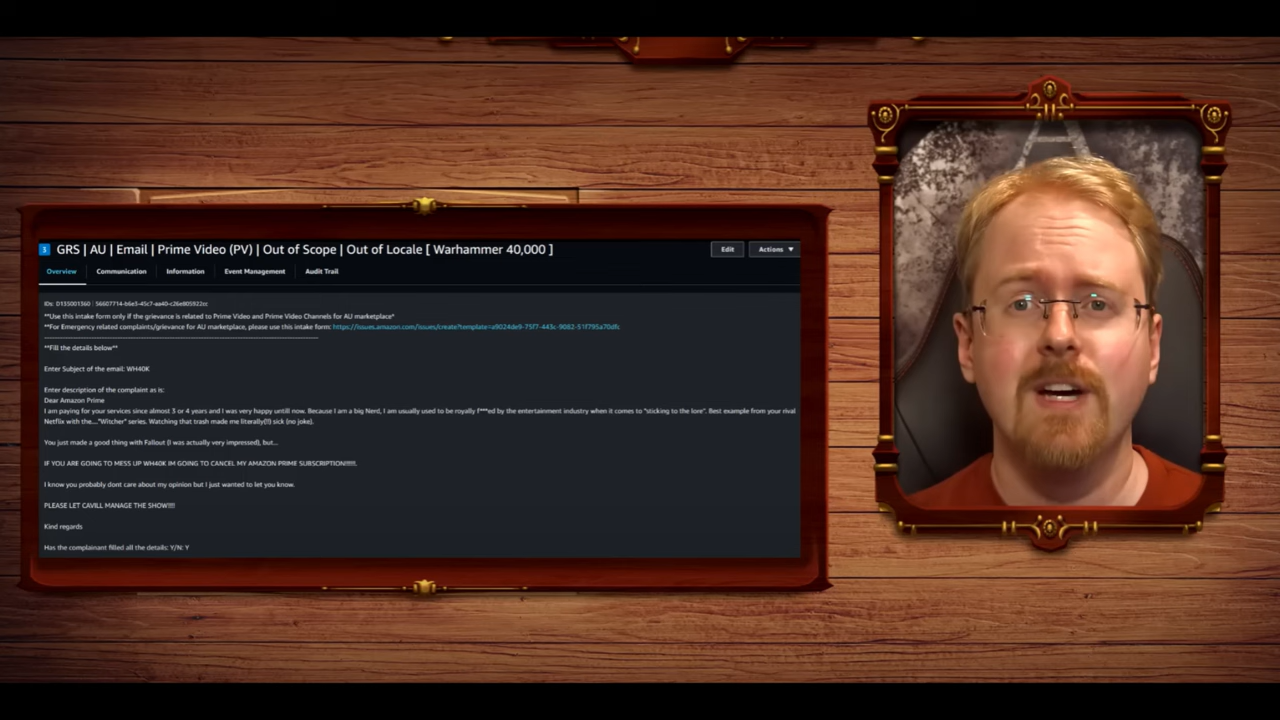 3 GRS | AU | Email | Prime Video (PV) | Out of Scope | Out of Locale [ Warhammer 40,000 ]
Edit
Actions ▼
Overview
Communication
Information
Event Management
Audit Trail
**Use this intake form only if the grievance is related to Prime Video and Prime Video Channels for AU marketplace*
**For Emergency related complaints/grievance for AU marketplace, please use this intake form:
**Fill the details below**
Enter Subject of the email: WH40K
Enter description of the complaint as is:
Dear Amazon Prime
I am paying for your services since almost 3 or 4 years and I was very happy untill now. Because I am a big Nerd, I am usually used to be royally f***ed by the entertainment industry when it comes to "sticking to the lore". Best example from your rival
Netflix with the...."Witcher" series. Watching that trash made me literally(!!) sick (no joke).
You just made a good thing with Fallout (I was actually very impressed), but...
IF YOU ARE GOING TO MESS UP WH40K IM GOING TO CANCEL MY AMAZON PRIME SUBSCRIPTION!!!!!!
I know you probably dont care about my opinion but I just wanted to let you know.
PLEASE LET CAVILL MANAGE THE SHOW!!!!
Kind regards
Has the complainant filled all the details: Y/N: Y